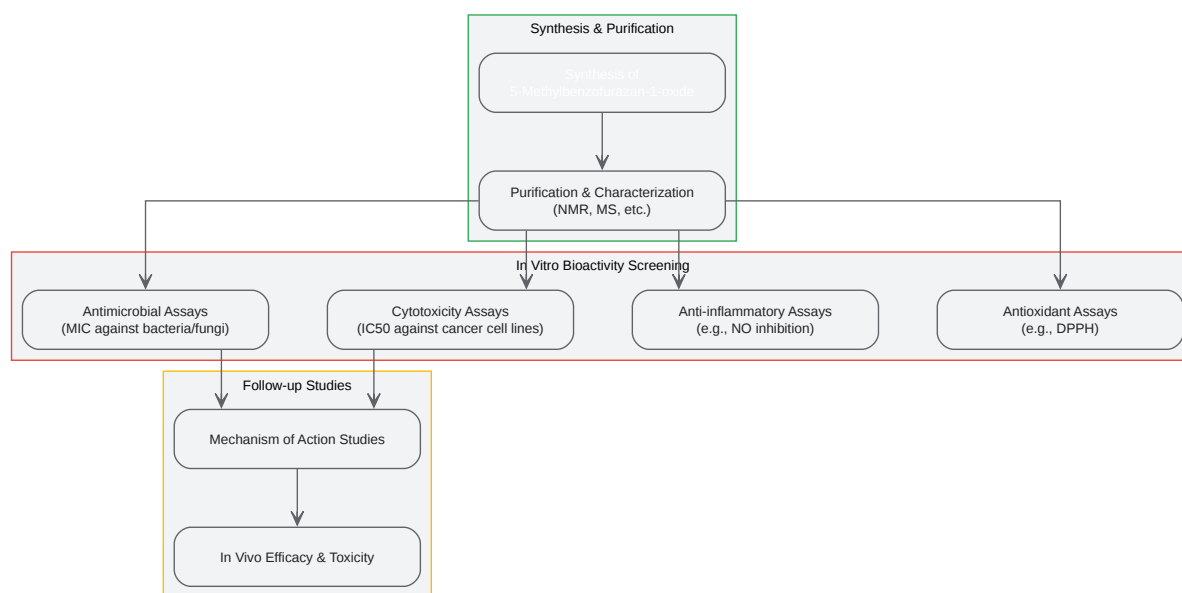 Synthesis & Purification
Synthesis of
5-Methylbenzofurazan-1-oxide
Purification & Characterization
(NMR, MS, etc.)
In Vitro Bioactivity Screening
Antimicrobial Assays
(MIC against bacteria/fungi)
Cytotoxicity Assays
(IC50 against cancer cell lines)
Anti-inflammatory Assays
(e.g., NO inhibition)
Antioxidant Assays
(e.g., DPPH)
Follow-up Studies
Mechanism of Action Studies
In Vivo Efficacy & Toxicity